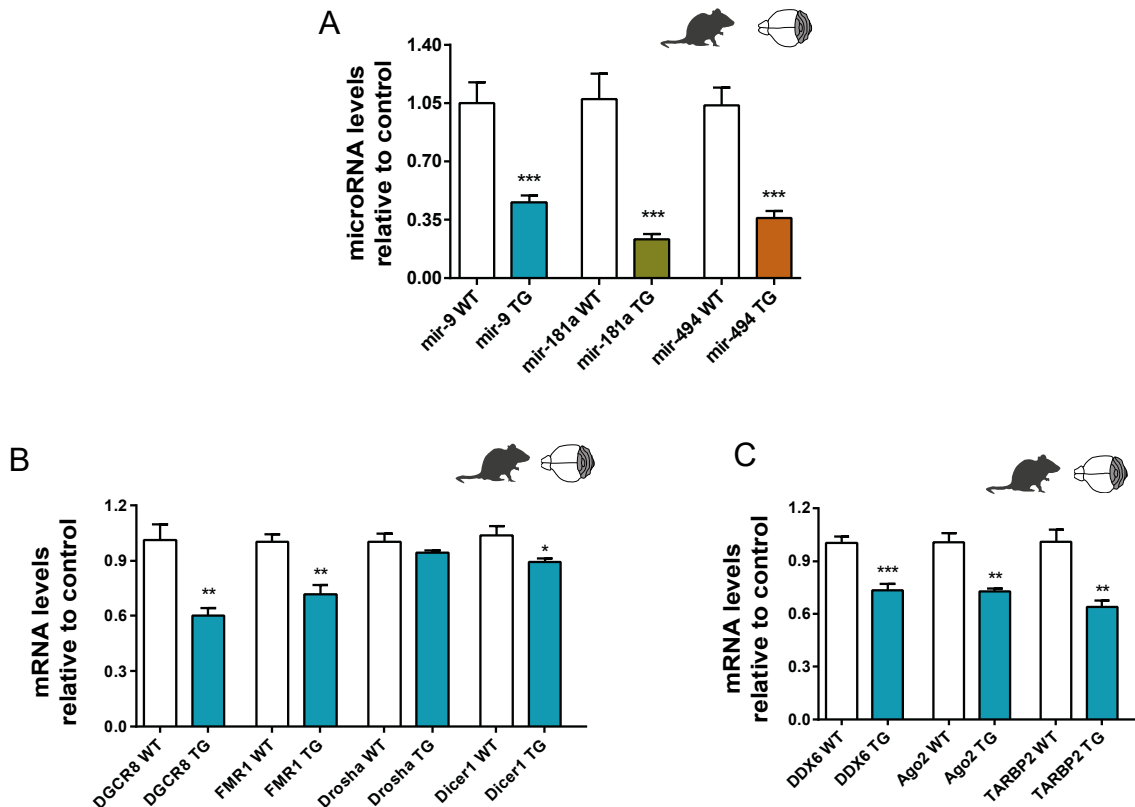 A
microRNA levels
relative to control
1.40
1.05
0.70
0.35
0.00
***
***
***
mir-9 WT
mir-9 TG
mir-181a WT
mir-181a TG
mir-494 WT
mir-494 TG
B
mRNA levels
relative to control
1.2
0.9
0.6
0.3
0.0
**
**
*
DGCR8 WT
DGCR8 TG
FMR1 WT
FMR1 TG
Drosha WT
Drosha TG
Dicer1 WT
Dicer1 TG
C
mRNA levels
relative to control
1.2
0.9
0.6
0.3
0.0
***
**
**
DDX6 WT
DDX6 TG
Ago2 WT
Ago2 TG
TARBP2 WT
TARBP2 TG